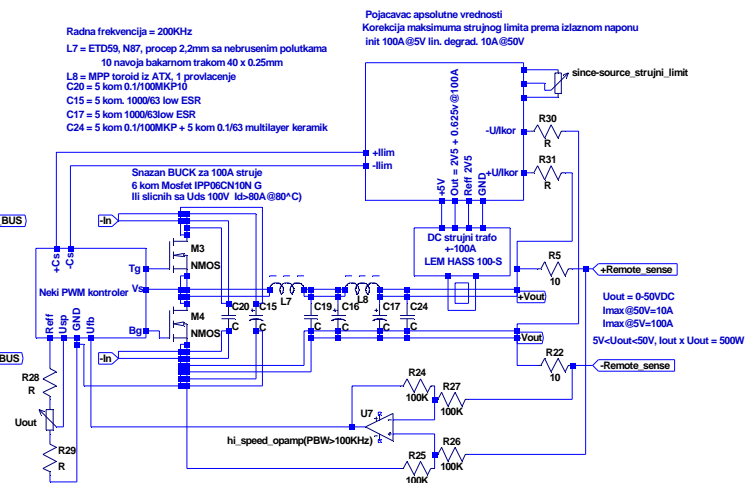 Pojacavac apsolutne vrednosti
Korekcija maksimuma strujnog limita prema izlaznom naponu
init 100A@5V lin. degrad. 10A@50V
Radna frekvencija = 200KHz
L7 = ETD59, N87, procep 2,2mm sa nebrusenim polutkama
10 navoja bakarnom trakom 40 x 0.25mm
L8 = MPP toroid iz ATX, 1 provlacenje
C20 = 5 kom 0.1/100MKP10
C15 = 5 kom. 1000/63 low ESR
C17 = 5 kom 1000/63low ESR
C24 = 5 kom 0.1/100MKP + 5 kom 0.1/63 multilayer keramik
since-source_strujni_limit
R30
R
-U/Ikor
R31
R
+U/Ikor
+Ilim
-Ilim
+5V
Out = 2V5 + 0.625v@100A
Reff 2V5
GND
Snazan BUCK za 100A struje
6 kom Mosfet IPP06CN10N G
Ili slicnih sa Uds 100V Id>80A@80^C)
DC strujni trafo
+-100A
LEM HASS 100-S
BUS
-In
+Cs
-Cs
M3
NMOS
Tg
Vs
Bg
Neki PWM kontroler
Reff
Usp
GND
Ufb
M4
NMOS
BUS
-In
C20
C
C15
C
L7
C19
C
C16
C
L8
C17
C
C24
C
R5
10
+Remote_sense
+Vout
Vout
Uout = 0-50VDC
Imax@50V=10A
Imax@5V=100A
5V<Uout<50V, Iout x Uout = 500W
R22
10
-Remote_sense
R28
R
Uout
R29
R
R24
100K
R27
100K
U7
hi_speed_opamp(PBW>100KHz)
R26
100K
R25
100K